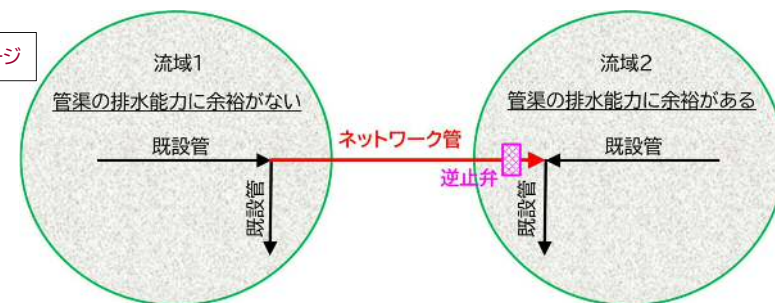 ージ
流域1
管渠の排水能力に余裕がない
既設管
既設管
ネットワーク管
逆止弁
流域2
管渠の排水能力に余裕がある
既設管
既設管